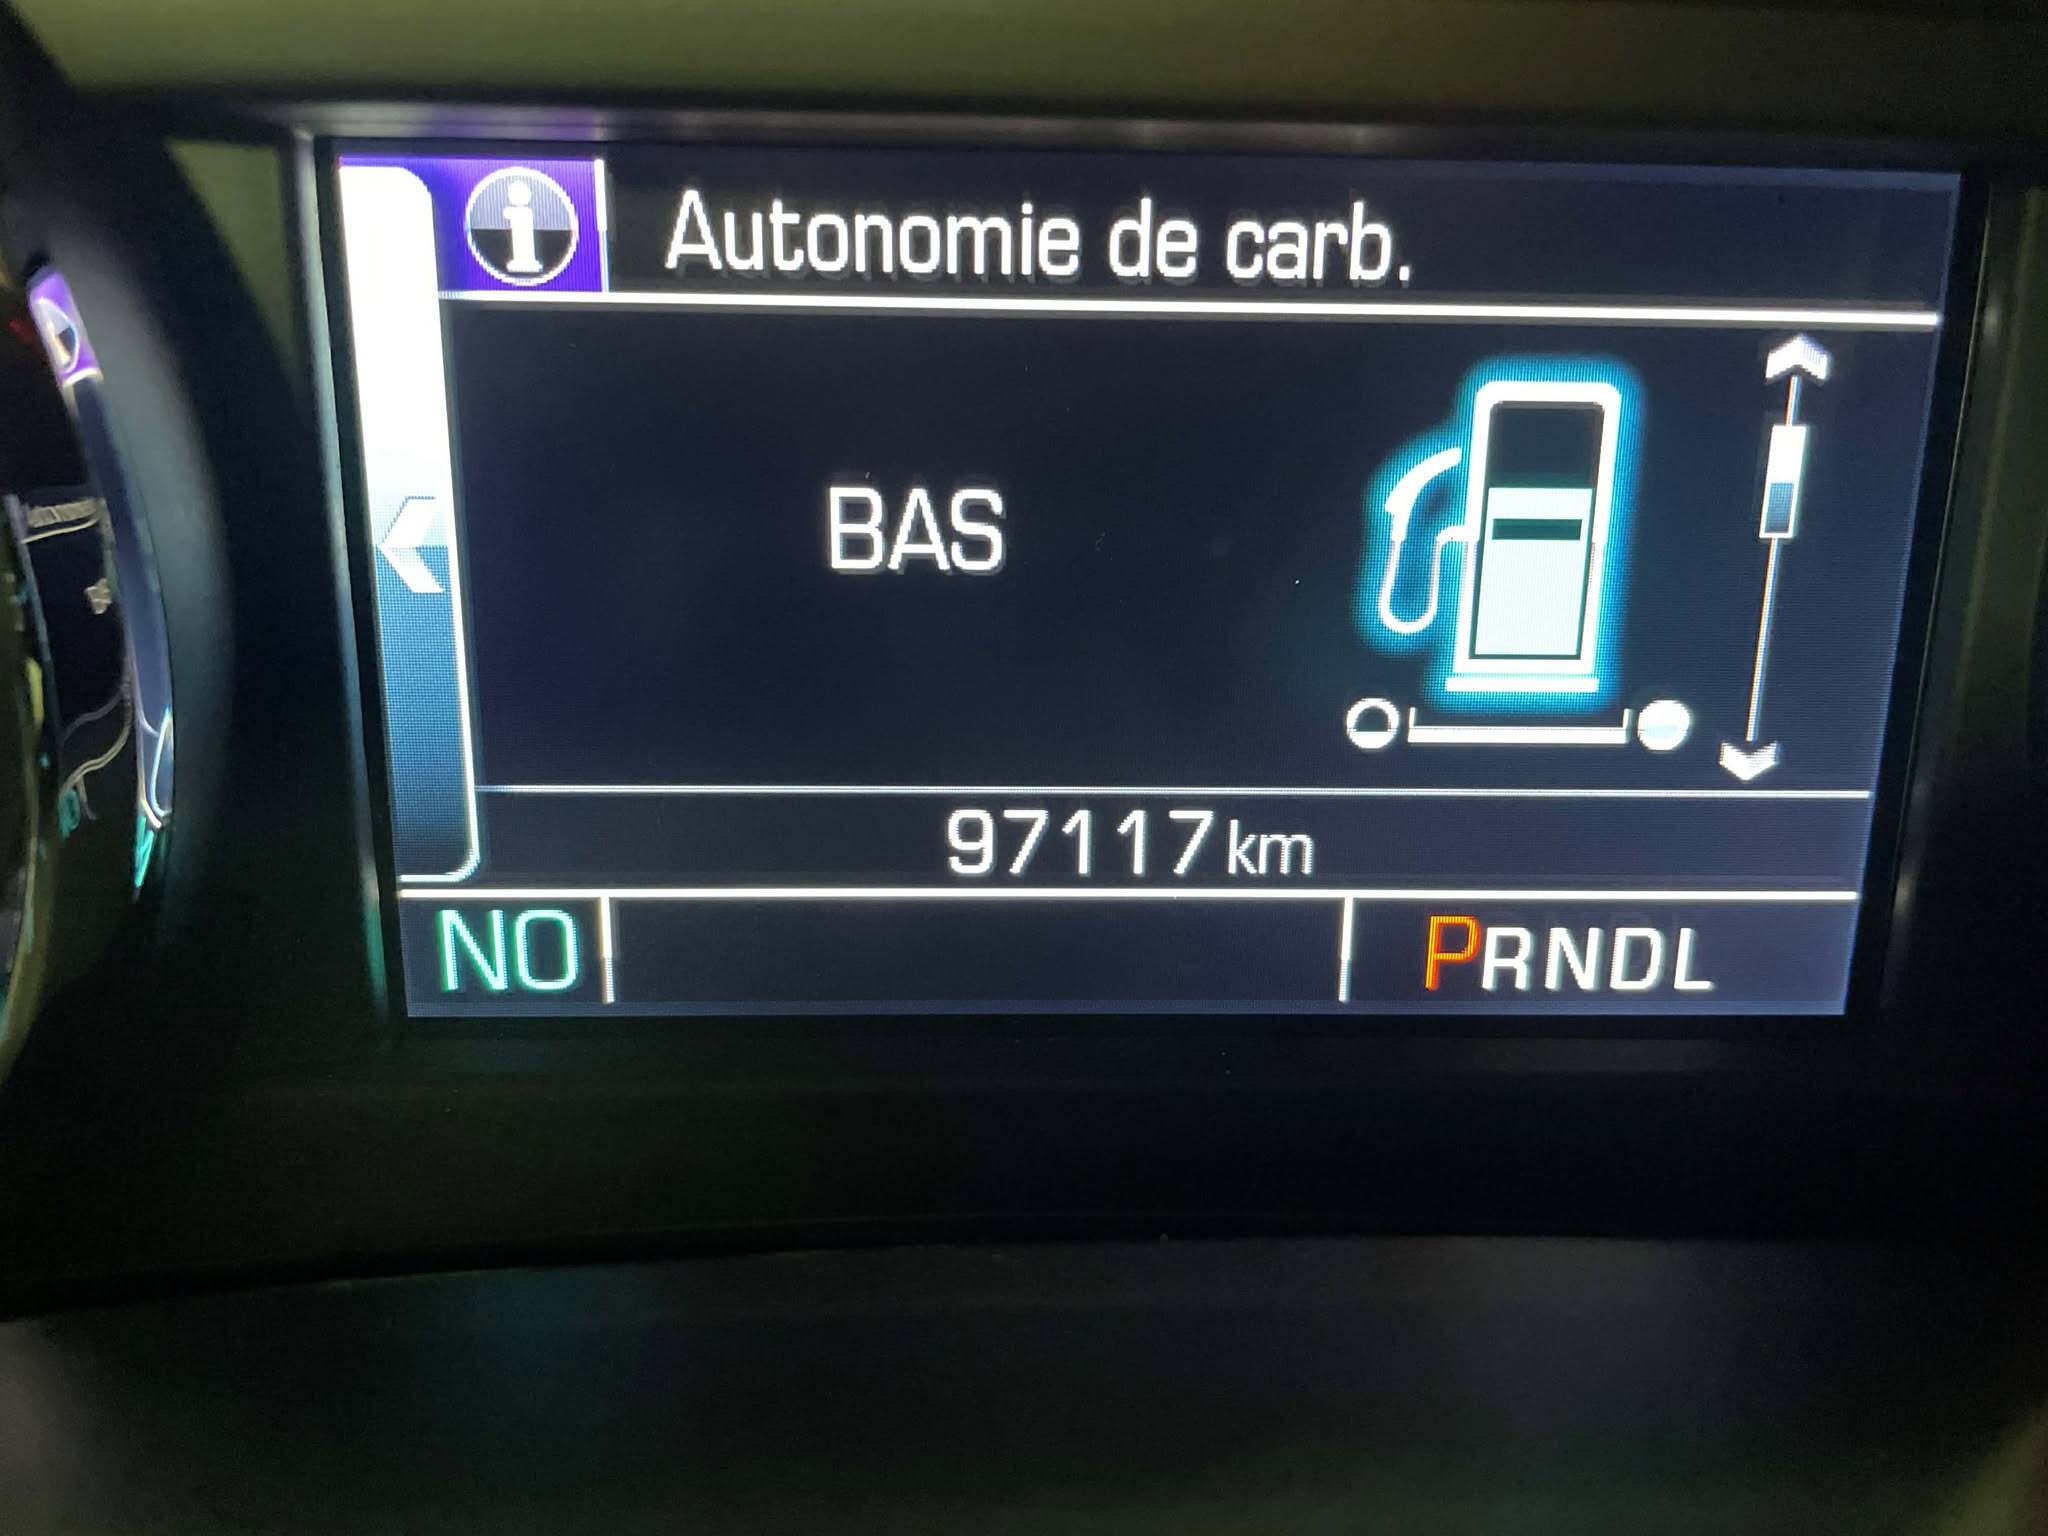 Autonomie de carb.
BAS
97117 km
NO
PRNDL